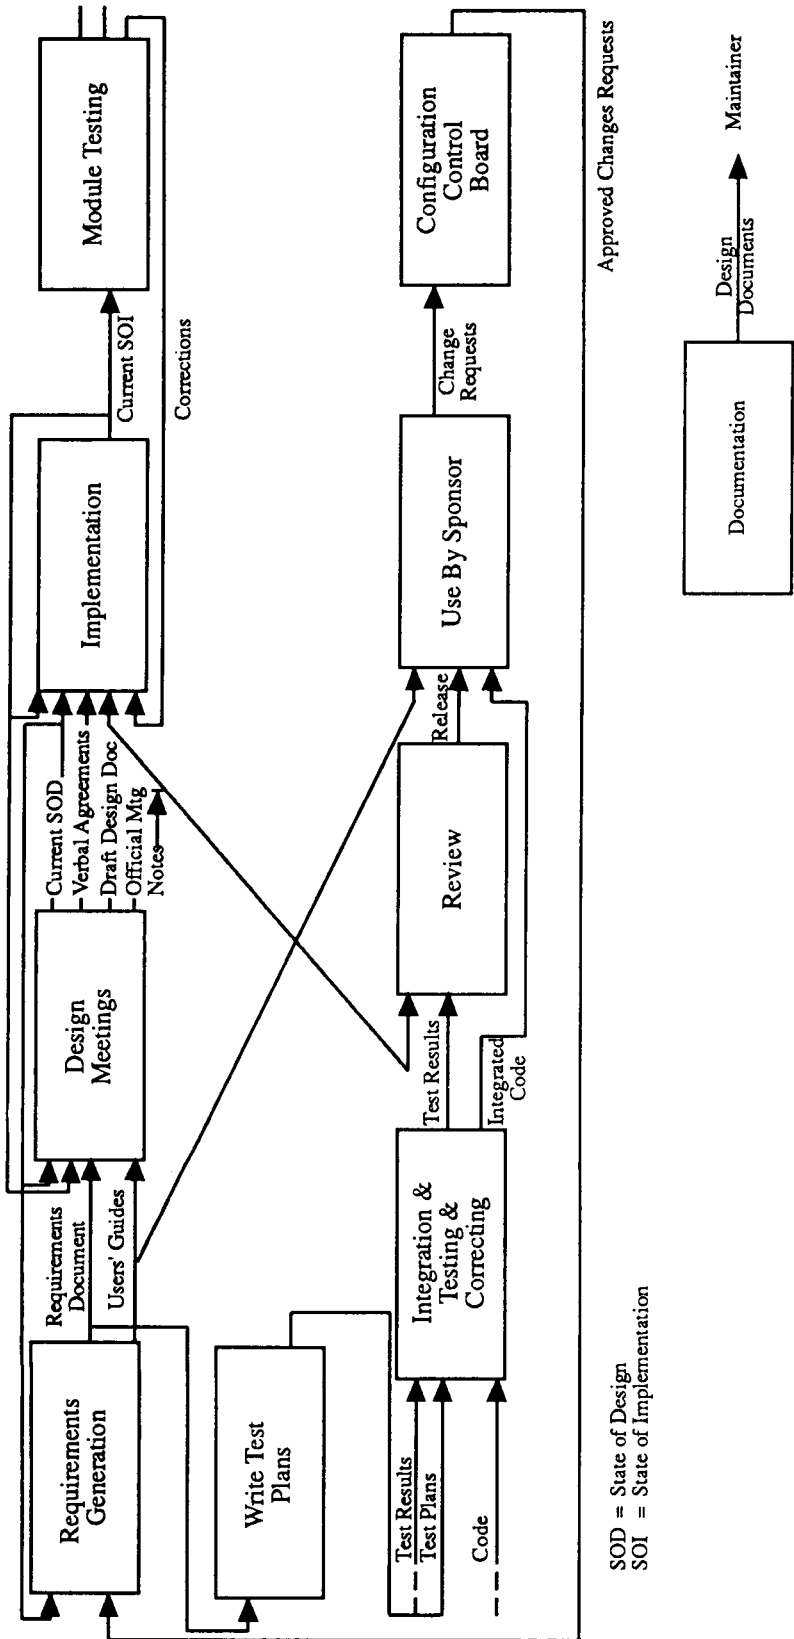 Requirements
Generation
Requirements
Document
Users' Guides
Design
Meetings
Current SOD
Verbal Agreements
Draft Design Doc
Official Mtg
Notes
Implementation
Current SOI
Corrections
Module Testing
Write Test
Plans
Test Results
Test Plans
Code
Integration &
Testing &
Correcting
Test Results
Integrated
Code
Review
Release
Use By Sponsor
Change
Requests
Configuration
Control
Board
Approved Changes Requests
SOD = State of Design
SOI = State of Implementation
Documentation
Design
Documents
Maintainer